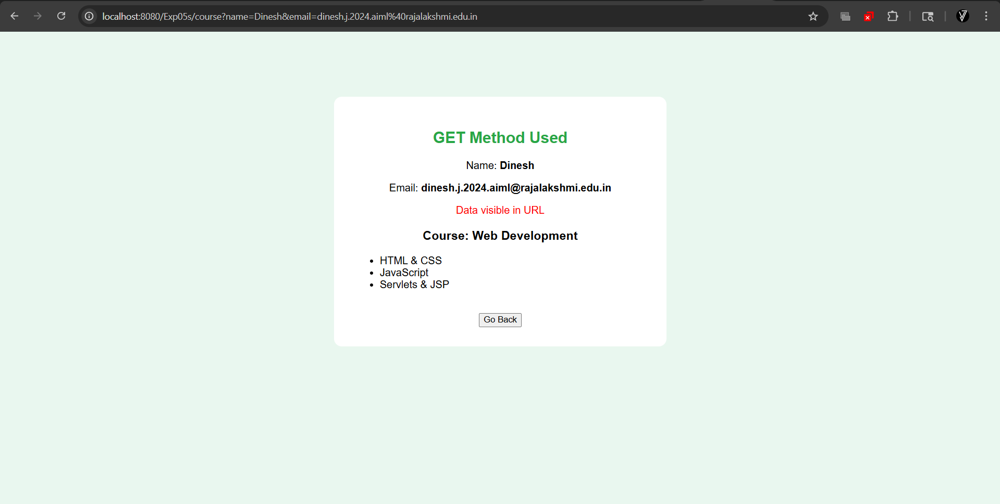 localhost:8080/Exp05s/course?name=Dinesh&email=dinesh.j.2024.aiml%40rajalakshmi.edu.in
GET Method Used
Name: Dinesh
Email: dinesh.j.2024.aiml@rajalakshmi.edu.in
Data visible in URL
Course: Web Development
• HTML & CSS
• JavaScript
• Servlets & JSP
Go Back